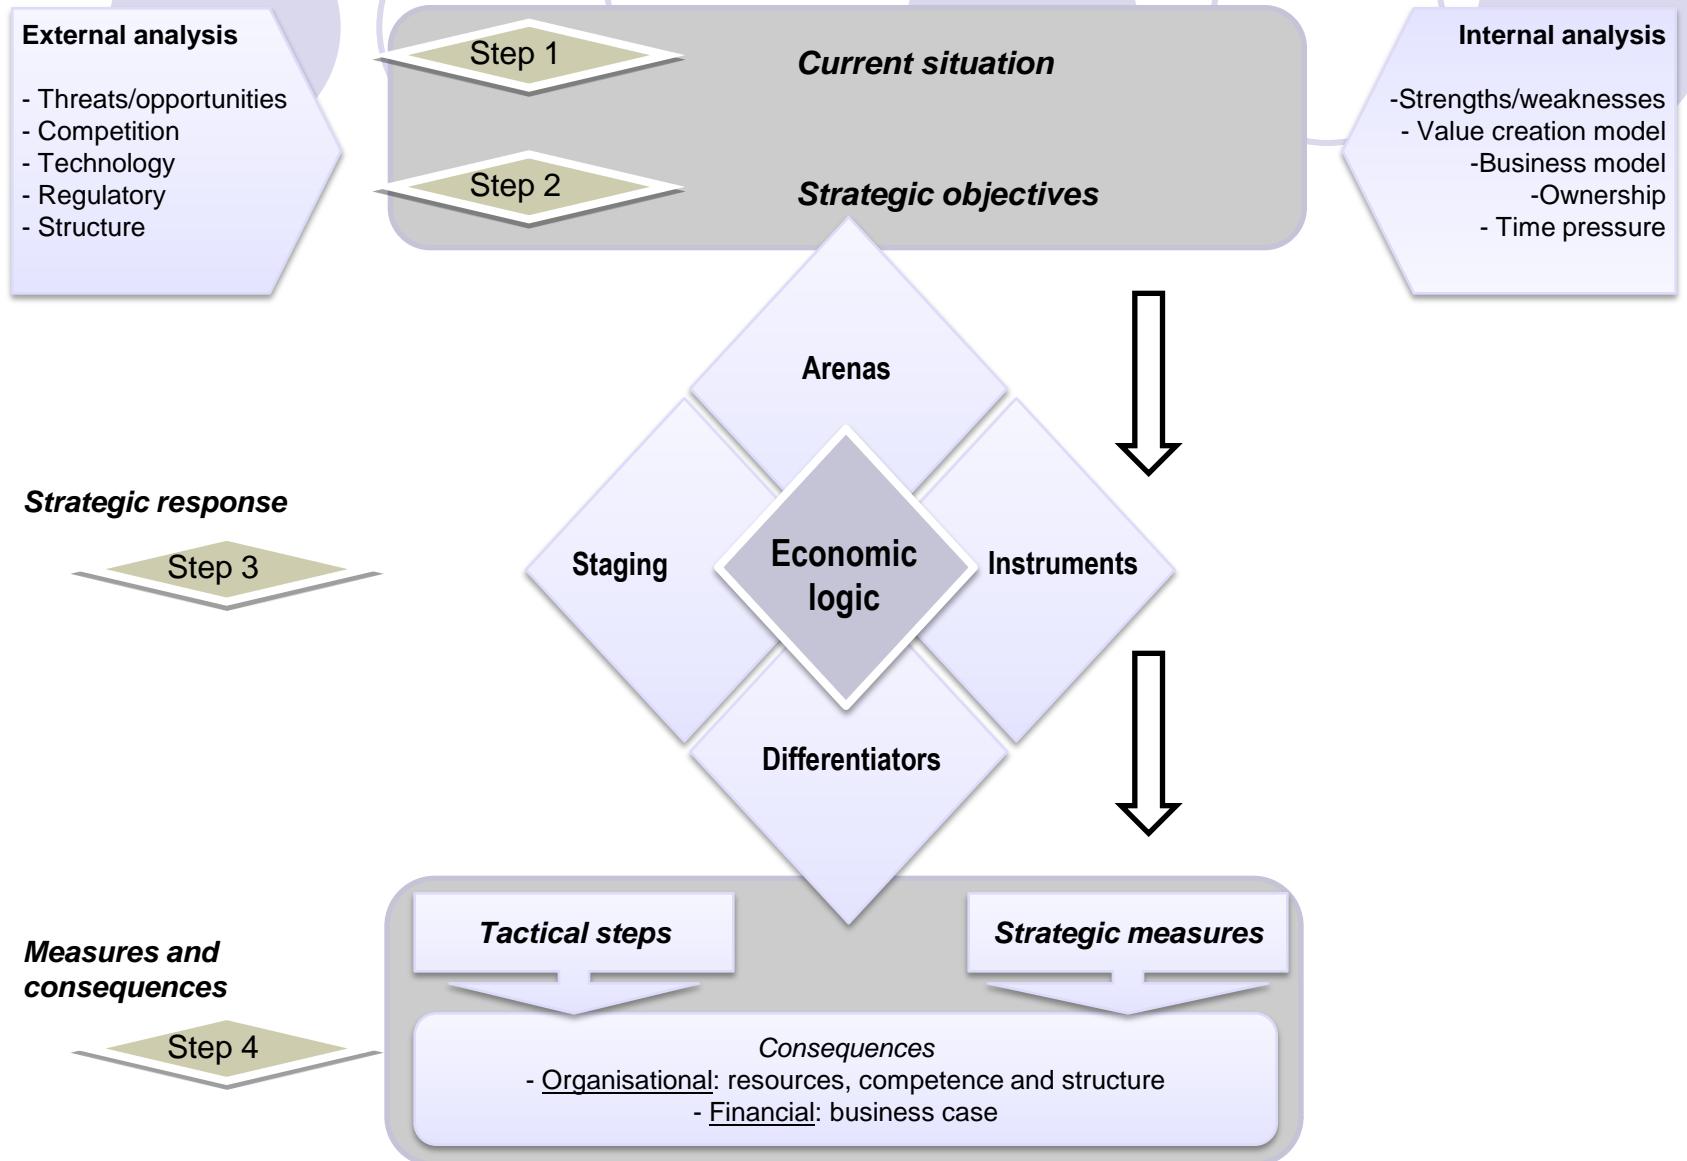 External analysis
- Threats/opportunities
- Competition
- Technology
- Regulatory
- Structure
Step 1
Current situation
Step 2
Strategic objectives
Internal analysis
-Strengths/weaknesses
- Value creation model
-Business model
-Ownership
- Time pressure
Arenas
Strategic response
Step 3
Staging
Economic
logic
Instruments
Differentiators
Measures and
consequences
Step 4
Tactical steps
Strategic measures
Consequences
- Organisational: resources, competence and structure
- Financial: business case